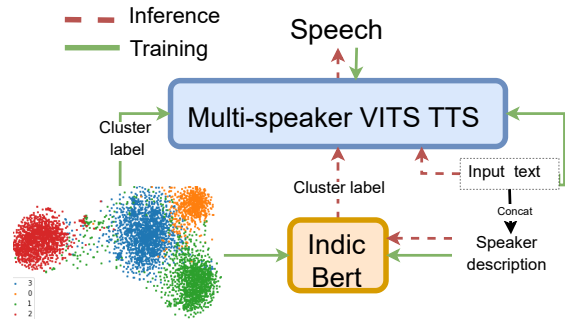 Inference
Training
Speech
Multi-speaker VITS TTS
Cluster
label
Input text
Cluster label
Concat
Indic
Bert
Speaker
description
3
0
1
2